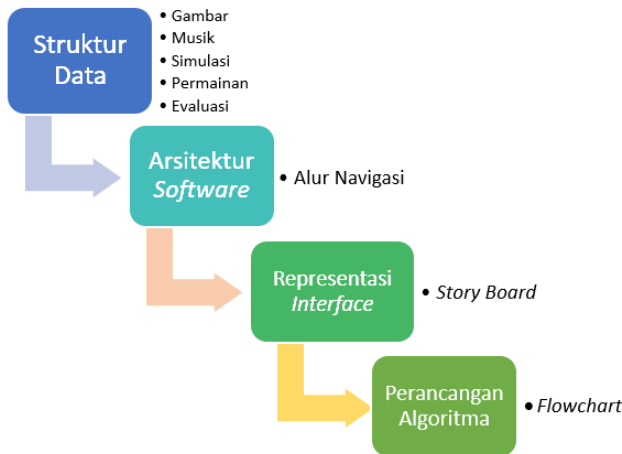 Struktur
Data
• Gambar
• Musik
• Simulasi
• Permainan
• Evaluasi
Arsitektur
Software
• Alur Navigasi
Representasi
Interface
• Story Board
Perancangan
Algoritma
• Flowchart